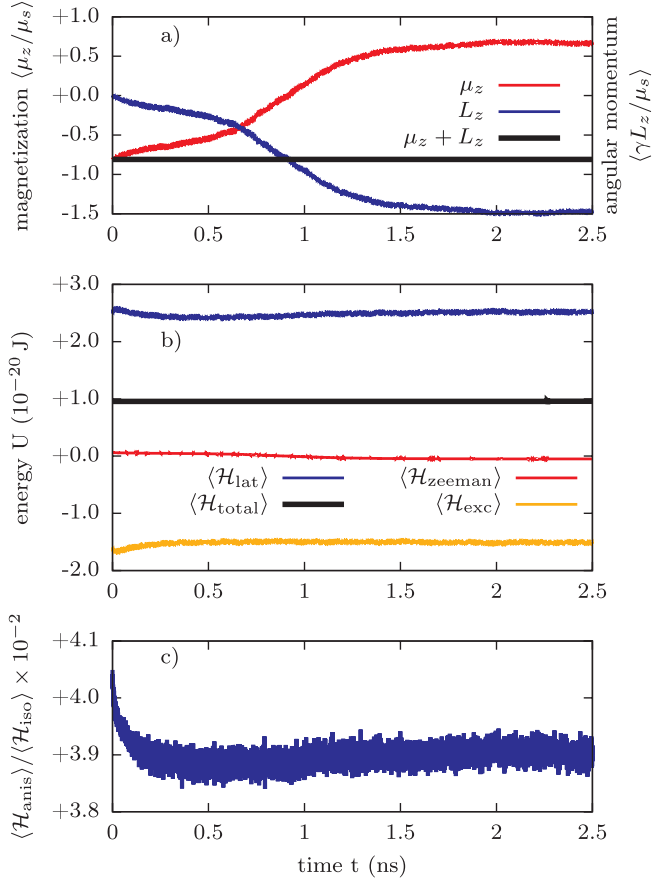 magnetization ⟨μz/μs⟩
+1.0
+0.5
+0.0
-0.5
-1.0
-1.5
a)
μz
Lz
μz + Lz
0
0.5
1
1.5
2
2.5
angular momentum
⟨γLz/μs⟩
energy U (10−20 J)
+3.0
+2.0
+1.0
+0.0
-1.0
-2.0
b)
⟨ℋlat⟩
⟨ℋzeeman⟩
⟨ℋtotal⟩
⟨ℋexc⟩
0
0.5
1
1.5
2
2.5
⟨ℋanis⟩/⟨ℋiso⟩ × 10−2
+4.1
+4.0
+3.9
+3.8
c)
0
0.5
1
1.5
2
2.5
time t (ns)